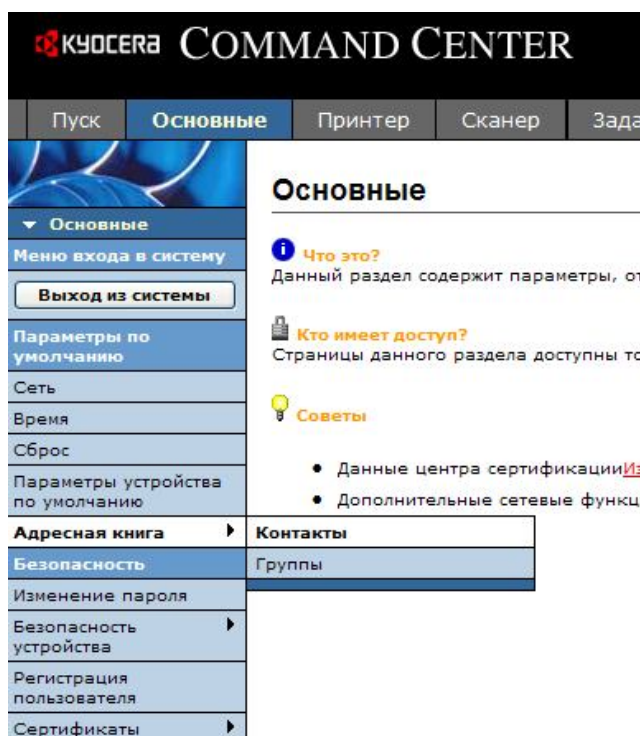 KYOCERA COMMAND CENTER
Пуск Основные Принтер Сканер
Основные
Основные
Меню входа в систему
Выход из системы
Параметры по
умолчанию
Сеть
Время
Сброс
Параметры устройства
по умолчанию
Адресная книга
Контакты
Безопасность
Группы
Изменение пароля
Безопасность
устройства
Регистрация
пользователя
Сертификаты
Что это?
Данный раздел содержит параметры,
Кто имеет доступ?
Страницы данного раздела доступны
Советы
Данные центра сертификации
Дополнительные сетевые